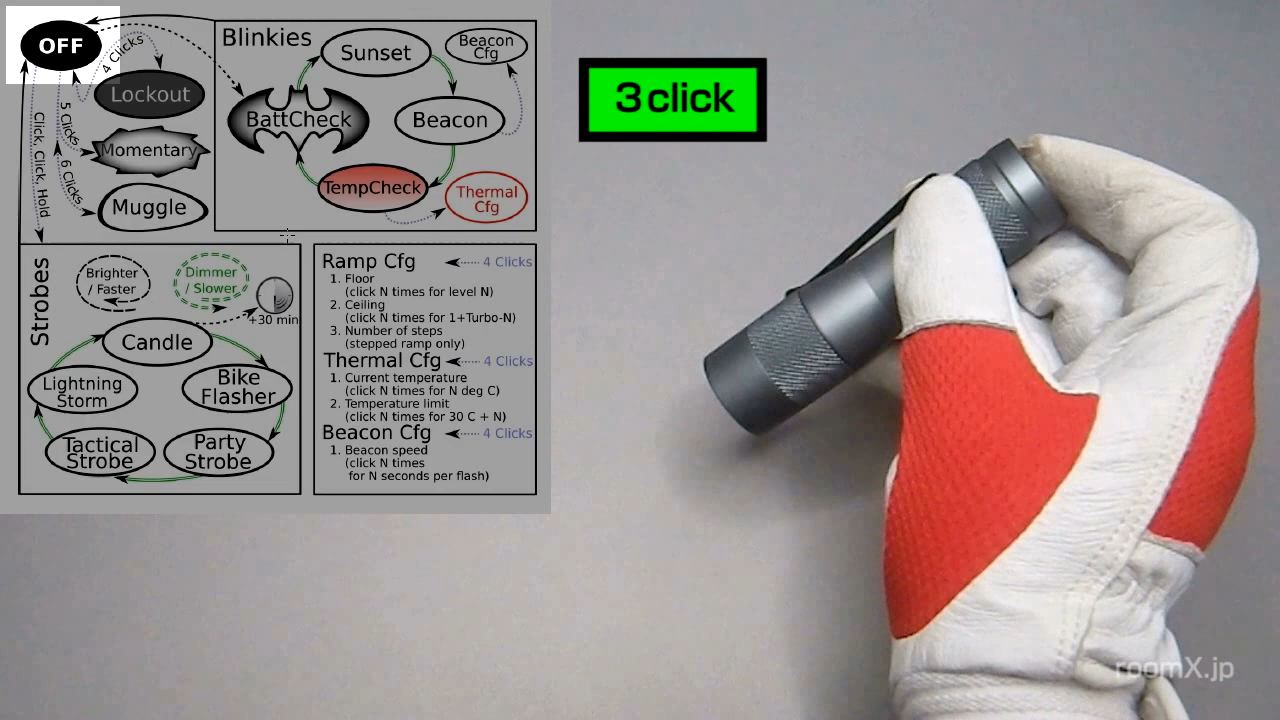 OFF
4 Clicks
Lockout
5 Clicks
Momentary
6 Clicks
Muggle
Click, Click, Hold
Blinkies
Sunset
Beacon
Cfg
BattCheck
Beacon
TempCheck
Thermal
Cfg
3 click
Strobes
Brighter
/ Faster
Dimmer
/ Slower
+30 min
Candle
Lightning
Storm
Bike
Flasher
Tactical
Strobe
Party
Strobe
Ramp Cfg 4 Clicks
1. Floor
(click N times for level N)
2. Ceiling
(click N times for 1+Turbo-N)
3. Number of steps
(stepped ramp only)
Thermal Cfg 4 Clicks
1. Current temperature
(click N times for N deg C)
2. Temperature limit
(click N times for 30 C + N)
Beacon Cfg 4 Clicks
1. Beacon speed
(click N times
for N seconds per flash)
roomX.jp